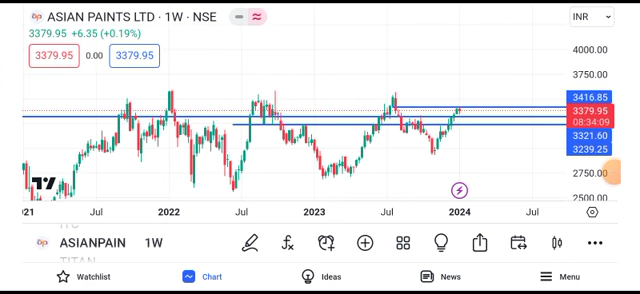 ASIAN PAINTS LTD · 1W · NSE
INR
3379.95 +6.35 (+0.19%)
3379.95 0.00 3379.95
4000.00
3750.00
3416.85
3379.95
08:34:09
3321.60
3239.25
2750.00
2500.00
Jul 2022 Jul 2023 Jul 2024 Jul
ASIANPAIN 1W
Watchlist Chart Ideas News Menu